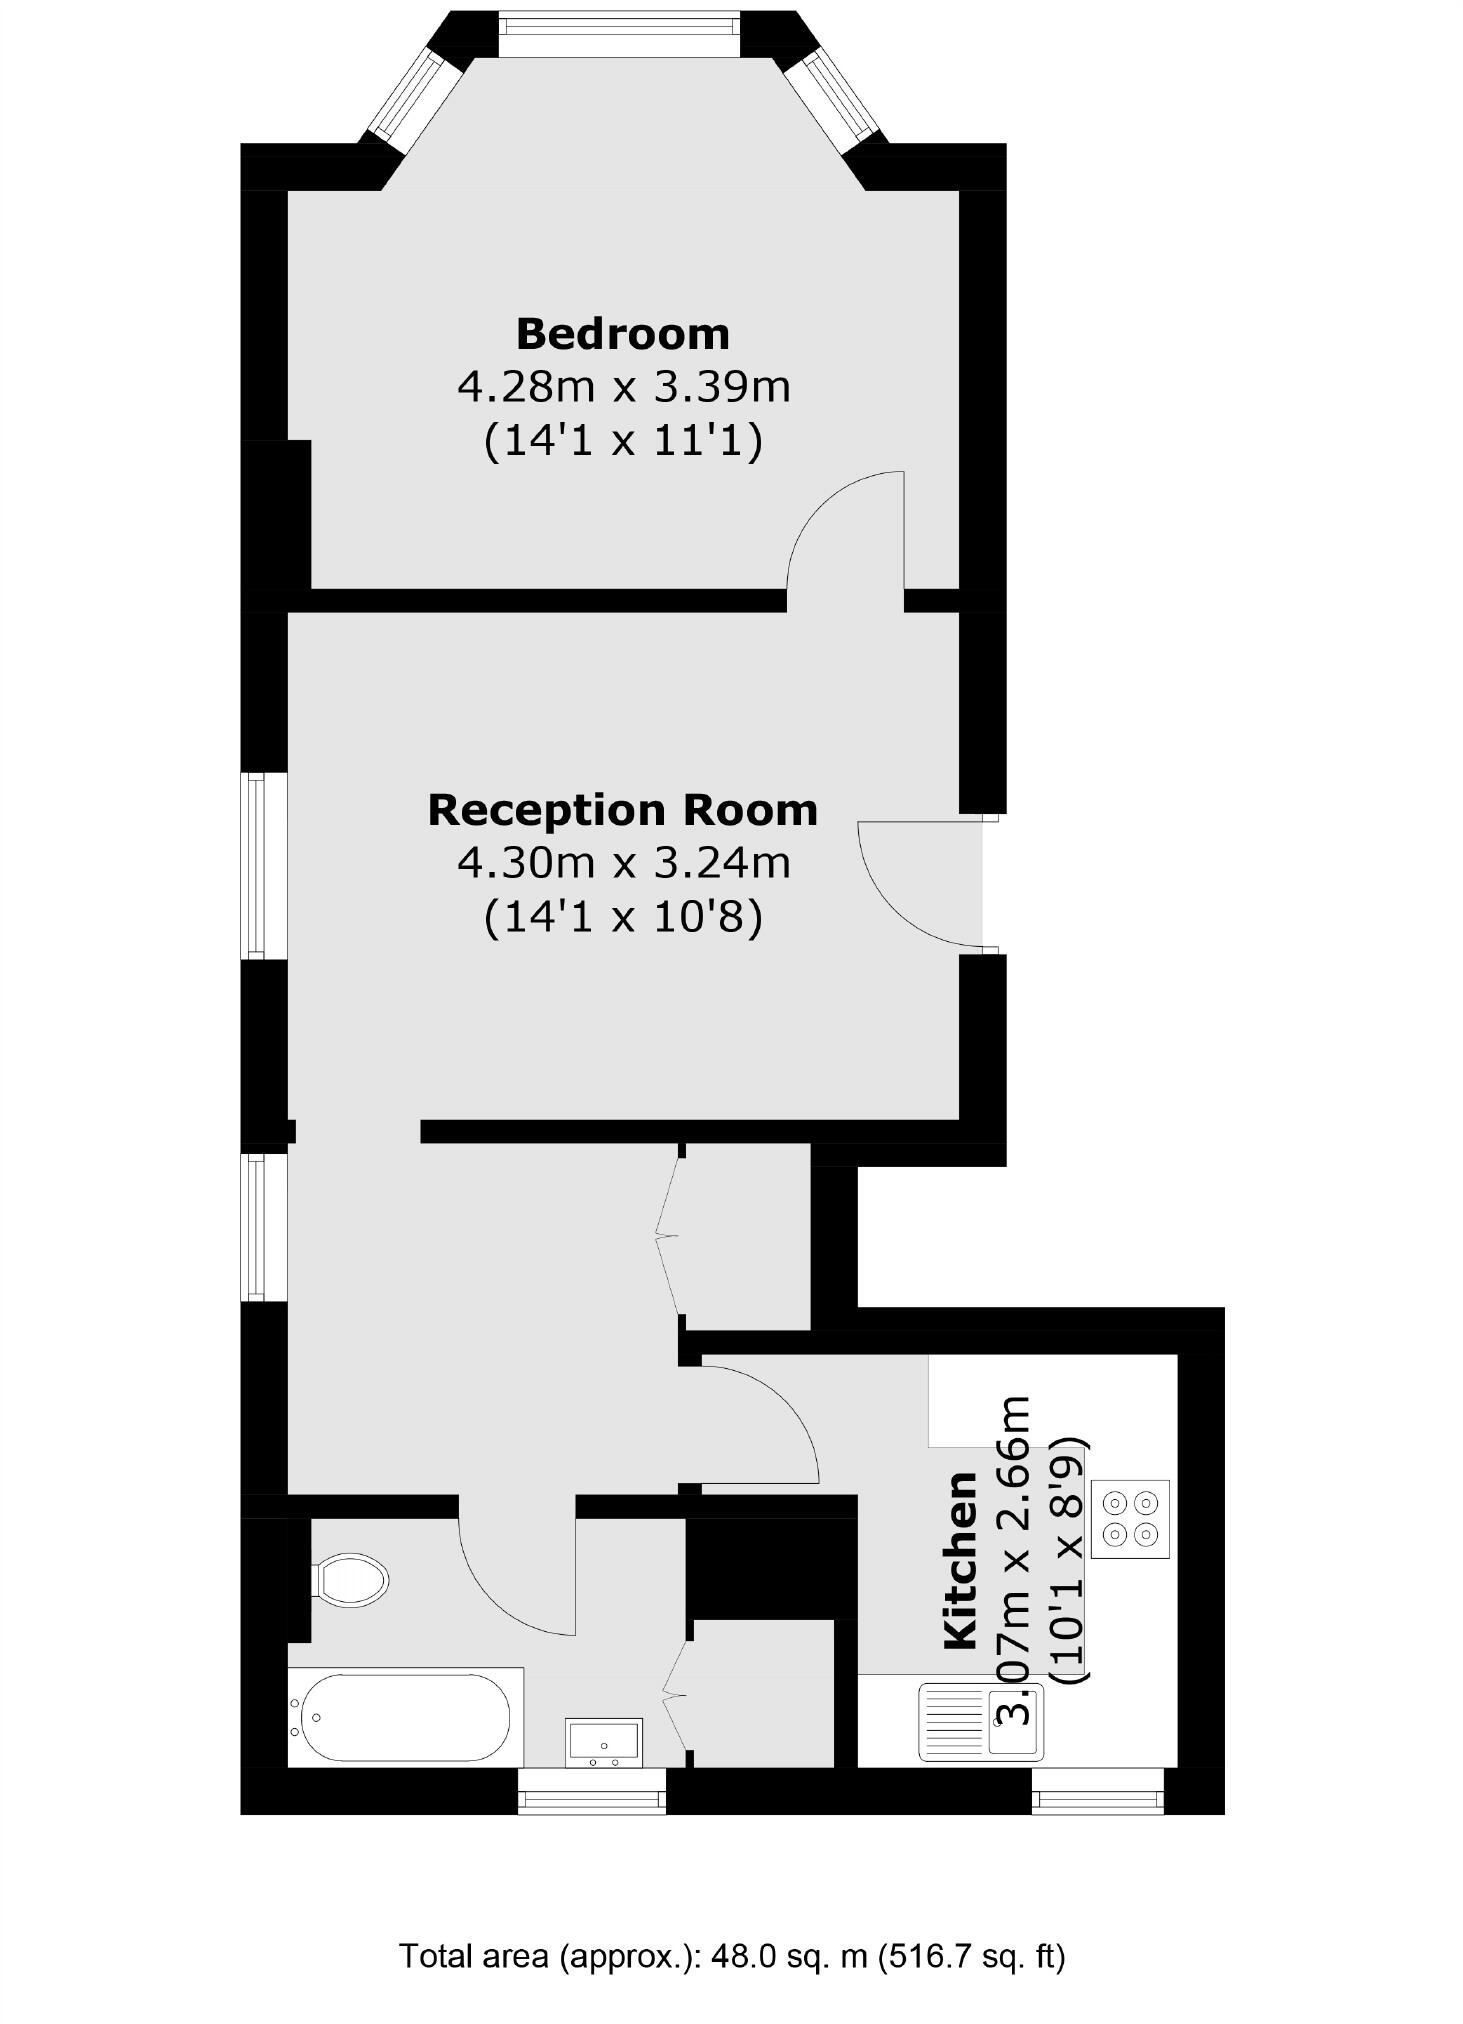 Bedroom
4.28m x 3.39m
(14'1 x 11'1)
Reception Room
4.30m x 3.24m
(14'1 x 10'8)
Kitchen
3.07m x 2.66m
(10'1 x 8'9)
Total area (approx.): 48.0 sq. m (516.7 sq. ft)